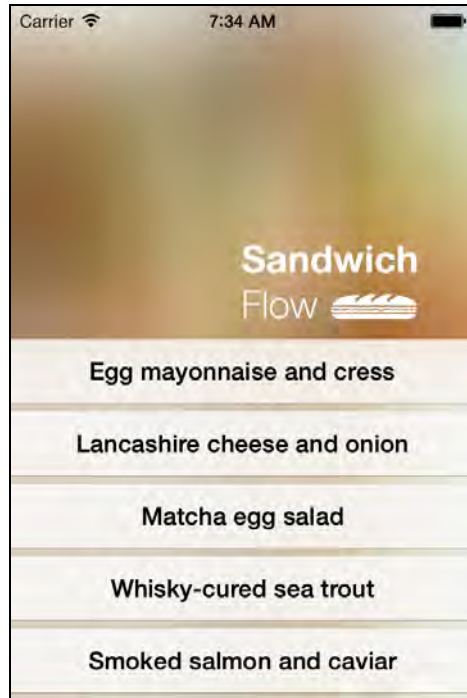 Carrier 7:34 AM
Sandwich
Flow
Egg mayonnaise and cress
Lancashire cheese and onion
Matcha egg salad
Whisky-cured sea trout
Smoked salmon and caviar